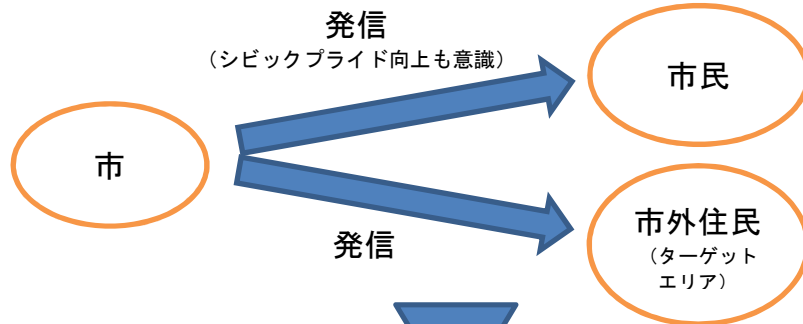 発信
（シビックプライド向上も意識）
市民
市
市外住民
（ターゲット
エリア）
発信